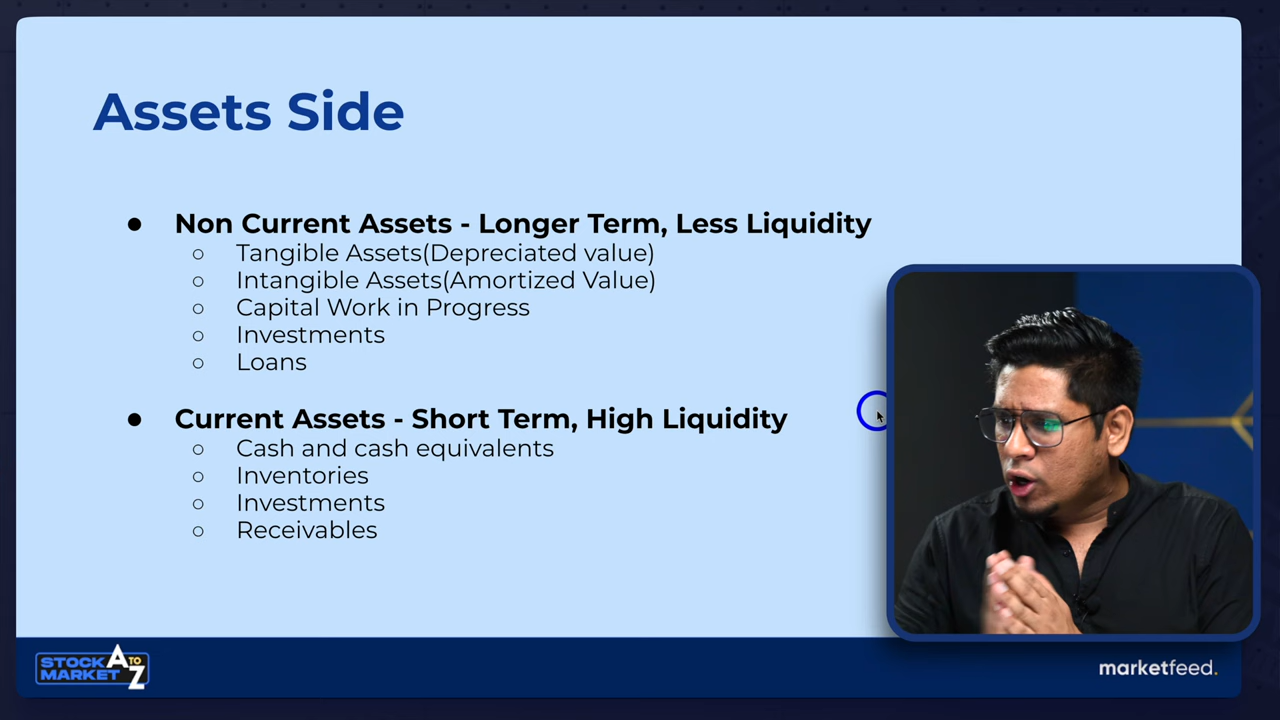 Assets Side
● Non Current Assets - Longer Term, Less Liquidity
○ Tangible Assets(Depreciated value)
○ Intangible Assets(Amortized Value)
○ Capital Work in Progress
○ Investments
○ Loans
● Current Assets - Short Term, High Liquidity
○ Cash and cash equivalents
○ Inventories
○ Investments
○ Receivables
STOCK MARKET A TO Z
marketfeed.